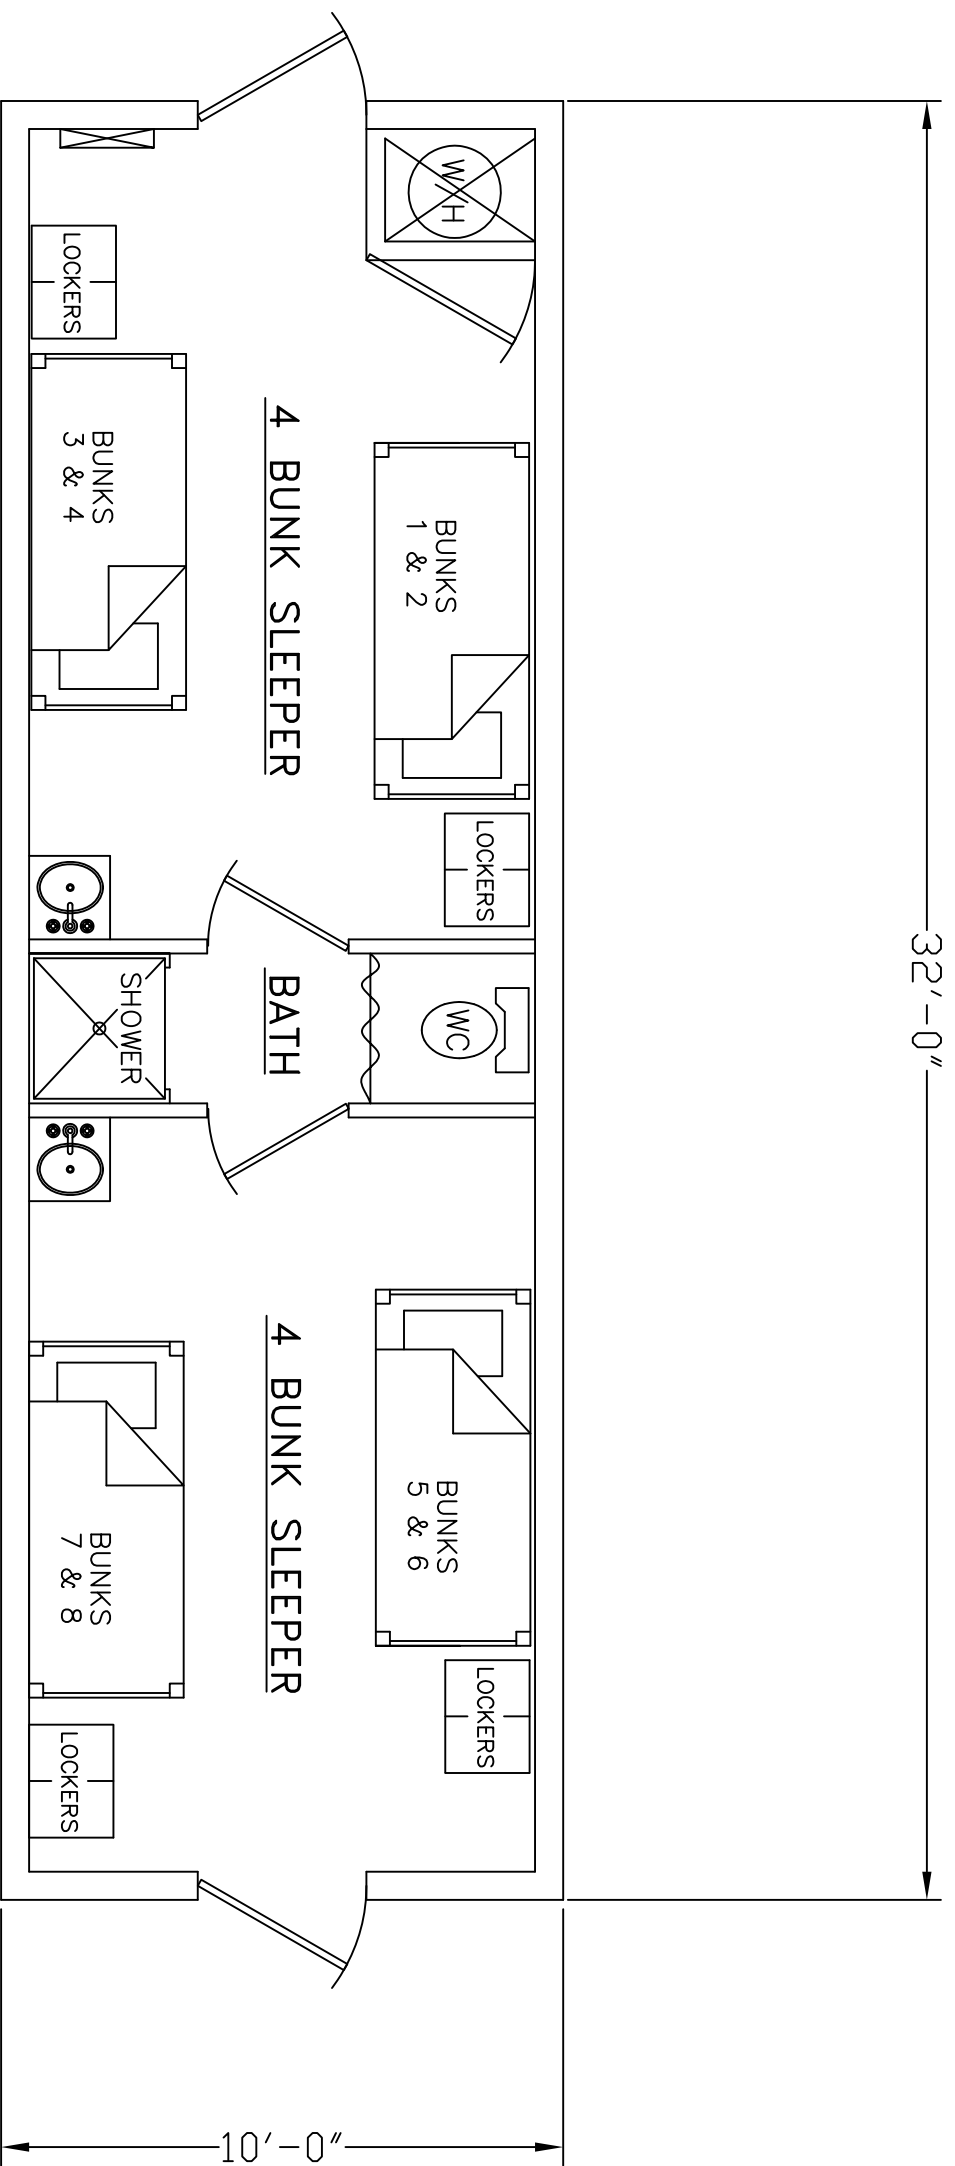 32'-0"
W/H
BUNKS
1 & 2
LOCKERS
WC
BUNKS
5 & 6
LOCKERS
4 BUNK SLEEPER
BATH
4 BUNK SLEEPER
LOCKERS
BUNKS
3 & 4
SHOWER
BUNKS
7 & 8
LOCKERS
10'-0"